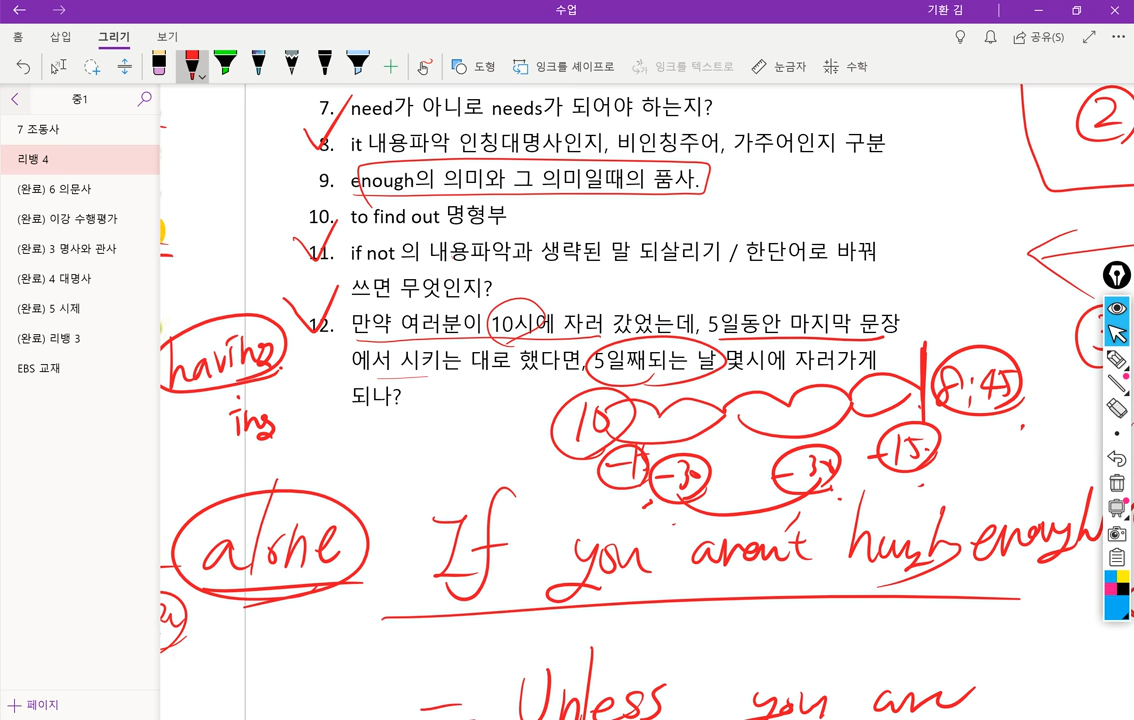 수업
기환 김
홈 삽입 그리기 보기
공유(S)
도형 잉크를 셰이프로 잉크를 텍스트로 눈금자 수학
중1
7 조동사
리뱅 4
(완료) 6 의문사
(완료) 이강 수행평가
(완료) 3 명사와 관사
(완료) 4 대명사
(완료) 5 시제
(완료) 리뱅 3
EBS 교재
페이지
7. need가 아니로 needs가 되어야 하는지?
8. it 내용파악 인칭대명사인지, 비인칭주어, 가주어인지 구분
9. enough의 의미와 그 의미일때의 품사.
10. to find out 명형부
11. if not 의 내용파악과 생략된 말 되살리기 / 한단어로 바꿔
쓰면 무엇인지?
12. 만약 여러분이 10시에 자러 갔었는데, 5일동안 마지막 문장
에서 시키는 대로 했다면, 5일째되는 날 몇시에 자러가게
되나?
2)
having
ing
10 8:45
-30 -30 -15
alone
If you aren't enough
Unless you are